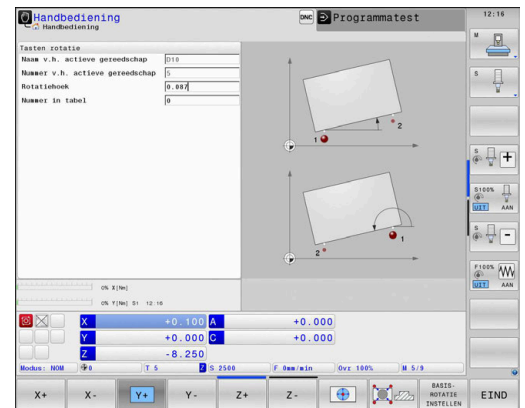 Handbediening
Handbediening
DNC
Programmatest
12:16
Tasten rotatie
Naam v.h. actieve gereedschap D10
Nummer v.h. actieve gereedschap 5
Rotatiehoek 0.087
Nummer in tabel 0
1
2
2
1
M
S
S
S100%
UIT AAN
S
F100%
UIT AAN
0% X[Nm]
0% Y[Nm] S1 12:16
X +0.100 A +0.000
Y +0.000 C +0.000
Z -8.250
Modus: NOM 0 T 5 Z S 2500 F 0mm/min Ovr 100% M 5/9
X+ X- Y+ Y- Z+ Z- BASIS- ROTATIE INSTELLEN EIND